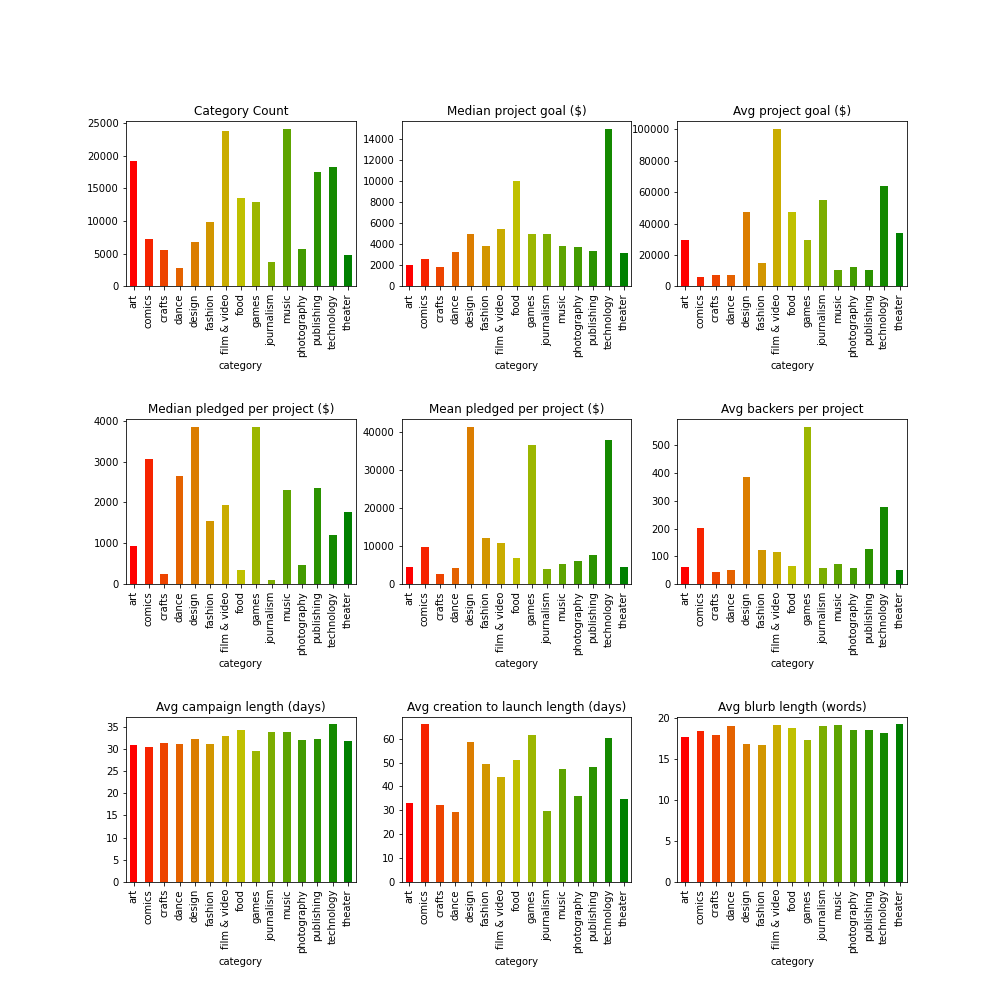 Category Count
25000
20000
15000
10000
5000
0
art
comics
crafts
dance
design
fashion
film & video
food
games
journalism
music
photography
publishing
technology
theater
category
Median project goal ($)
14000
12000
10000
8000
6000
4000
2000
0
art
comics
crafts
dance
design
fashion
film & video
food
games
journalism
music
photography
publishing
technology
theater
category
Avg project goal ($)
100000
80000
60000
40000
20000
0
art
comics
crafts
dance
design
fashion
film & video
food
games
journalism
music
photography
publishing
technology
theater
category
Median pledged per project ($)
4000
3000
2000
1000
0
art
comics
crafts
dance
design
fashion
film & video
food
games
journalism
music
photography
publishing
technology
theater
category
Mean pledged per project ($)
40000
30000
20000
10000
0
art
comics
crafts
dance
design
fashion
film & video
food
games
journalism
music
photography
publishing
technology
theater
category
Avg backers per project
500
400
300
200
100
0
art
comics
crafts
dance
design
fashion
film & video
food
games
journalism
music
photography
publishing
technology
theater
category
Avg campaign length (days)
35
30
25
20
15
10
5
0
art
comics
crafts
dance
design
fashion
film & video
food
games
journalism
music
photography
publishing
technology
theater
category
Avg creation to launch length (days)
60
50
40
30
20
10
0
art
comics
crafts
dance
design
fashion
film & video
food
games
journalism
music
photography
publishing
technology
theater
category
Avg blurb length (words)
20
15
10
5
0
art
comics
crafts
dance
design
fashion
film & video
food
games
journalism
music
photography
publishing
technology
theater
category